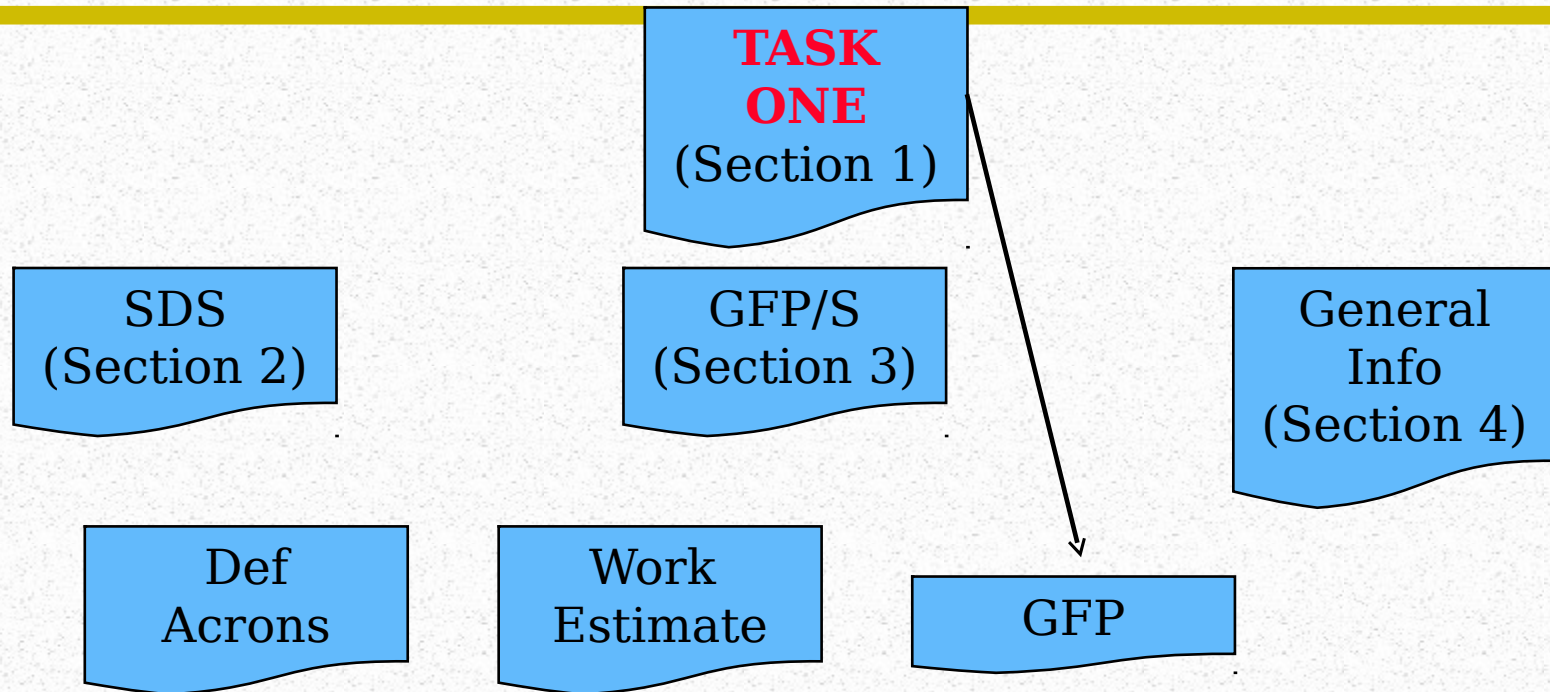 TASK
ONE
(Section 1)
SDS
(Section 2)
GFP/S
(Section 3)
General
Info
(Section 4)
Def
Acrons
Work
Estimate
GFP